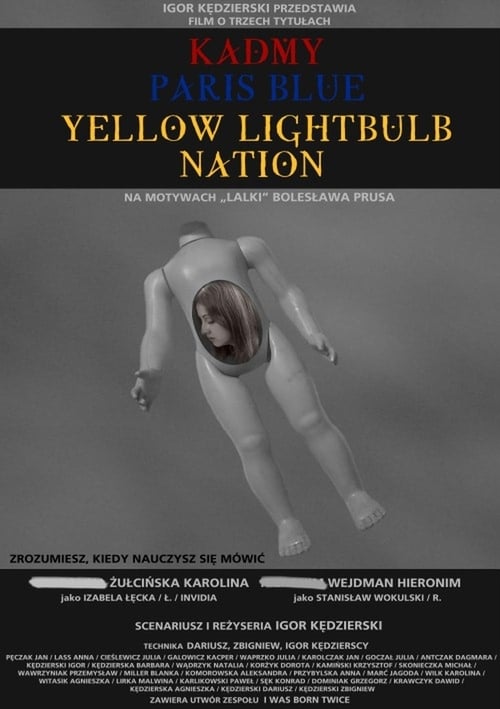 IGOR KĘDZIERSKI PRZEDSTAWIA
FILM O TRZECH TYTUŁACH
KADMY
PARIS BLUE
YELLOW LIGHTBULB
NATION
NA MOTYWACH „LALKI” BOLESŁAWA PRUSA
ZROZUMIESZ, KIEDY NAUCZYSZ SIĘ MÓWIĆ
ŻUŁCIŃSKA KAROLINA WEJDMAN HIERONIM
jako IZABELA ŁĘCKA / Ł. / INVIDIA jako STANISŁAW WOKULSKI / R.
SCENARIUSZ I REŻYSERIA IGOR KĘDZIERSKI
TECHNIKA DARIUSZ, ZBIGNIEW, IGOR KĘDZIERSCY
PĘCZAK JAN / LASS ANNA / CIEŚLEWICZ JULIA / GALOWICZ KACPER / WAPRZKO JULIA / KAROLCZAK JAN / GOCZAŁ JULIA / ANTCZAK DAGMARA /
KĘDZIERSKI IGOR / KĘDZIERSKA BARBARA / WĄDRZYK NATALIA / KORŻYK DOROTA / KAMIŃSKI KRZYSZTOF / SKONIECZKA MICHAŁ /
WAWRZYNIAK PRZEMYSŁAW / MILLER BLANKA / KOMOROWSKA ALEKSANDRA / PRZYBYLSKA ANNA / MARĆ JAGODA / WILK KAROLINA /
WITASIK AGNIESZKA / LIRKA MALWINA / KARLIKOWSKI PAWEŁ / SĘK KONRAD / DOMINIAK GRZEGORZ / KRAWCZYK DAWID /
KĘDZIERSKA AGNIESZKA / KĘDZIERSKI DARIUSZ / KĘDZIERSKI ZBIGNIEW
ZAWIERA UTWÓR ZESPOŁU I WAS BORN TWICE